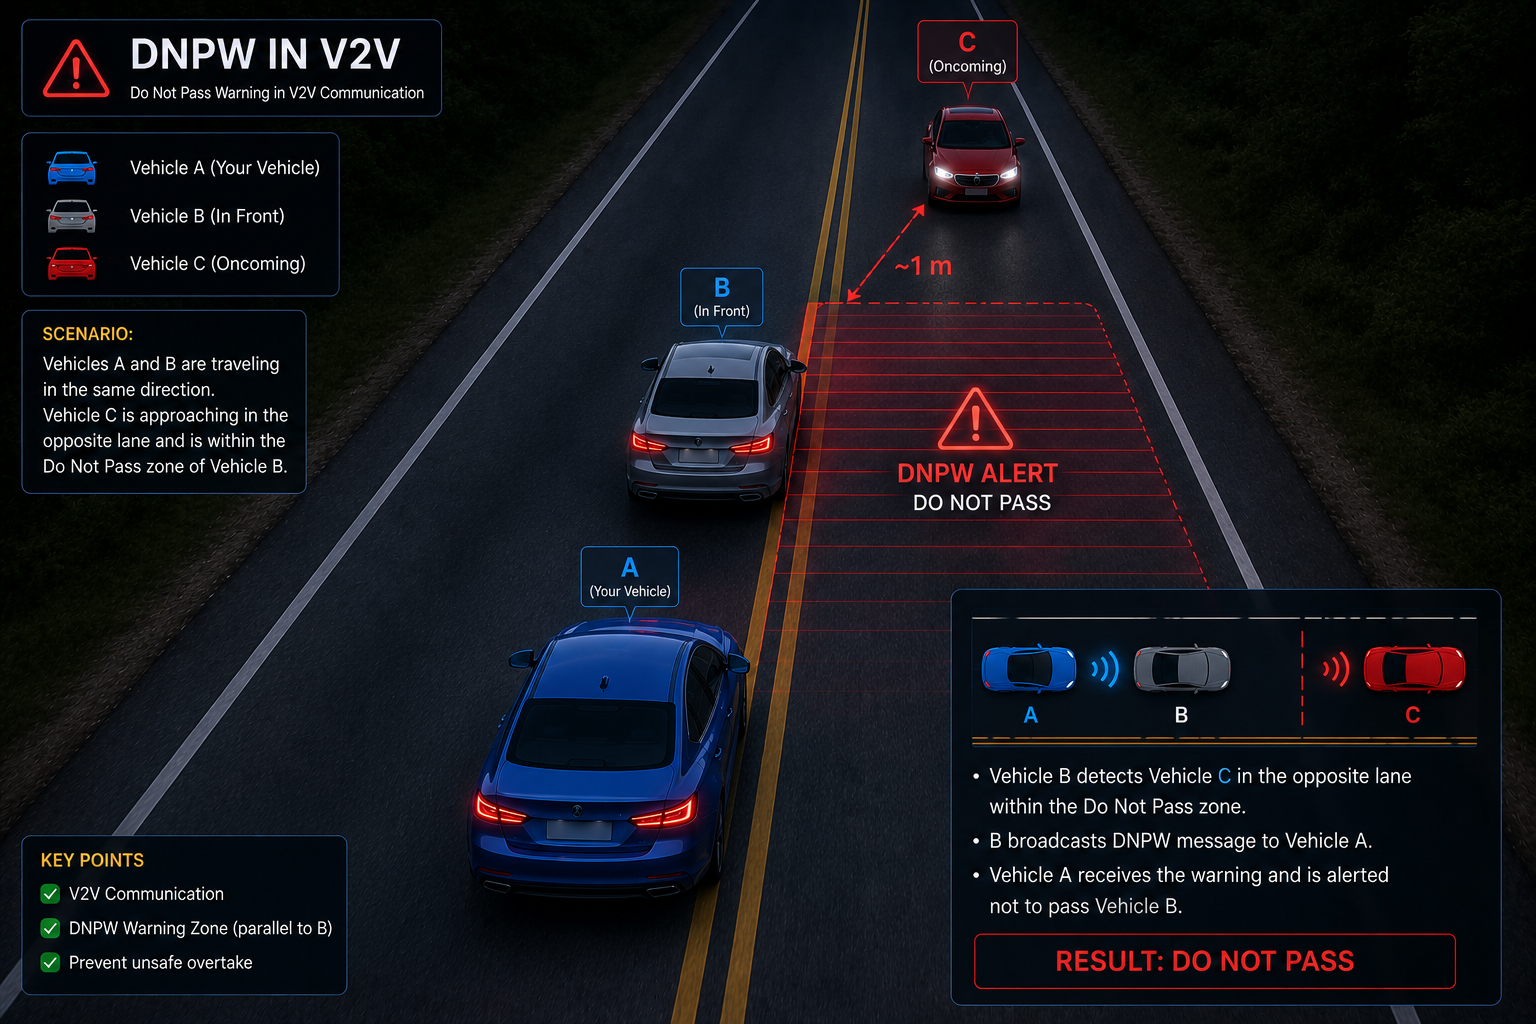 DNPW IN V2V
Do Not Pass Warning in V2V Communication
Vehicle A (Your Vehicle)
Vehicle B (In Front)
Vehicle C (Oncoming)
SCENARIO:
Vehicles A and B are traveling
in the same direction.
Vehicle C is approaching in the
opposite lane and is within the
Do Not Pass zone of Vehicle B.
C
(Oncoming)
~1 m
B
(In Front)
DNPW ALERT
DO NOT PASS
A
(Your Vehicle)
KEY POINTS
V2V Communication
DNPW Warning Zone (parallel to B)
Prevent unsafe overtake
A
B
C
• Vehicle B detects Vehicle C in the opposite lane
within the Do Not Pass zone.
• B broadcasts DNPW message to Vehicle A.
• Vehicle A receives the warning and is alerted
not to pass Vehicle B.
RESULT: DO NOT PASS